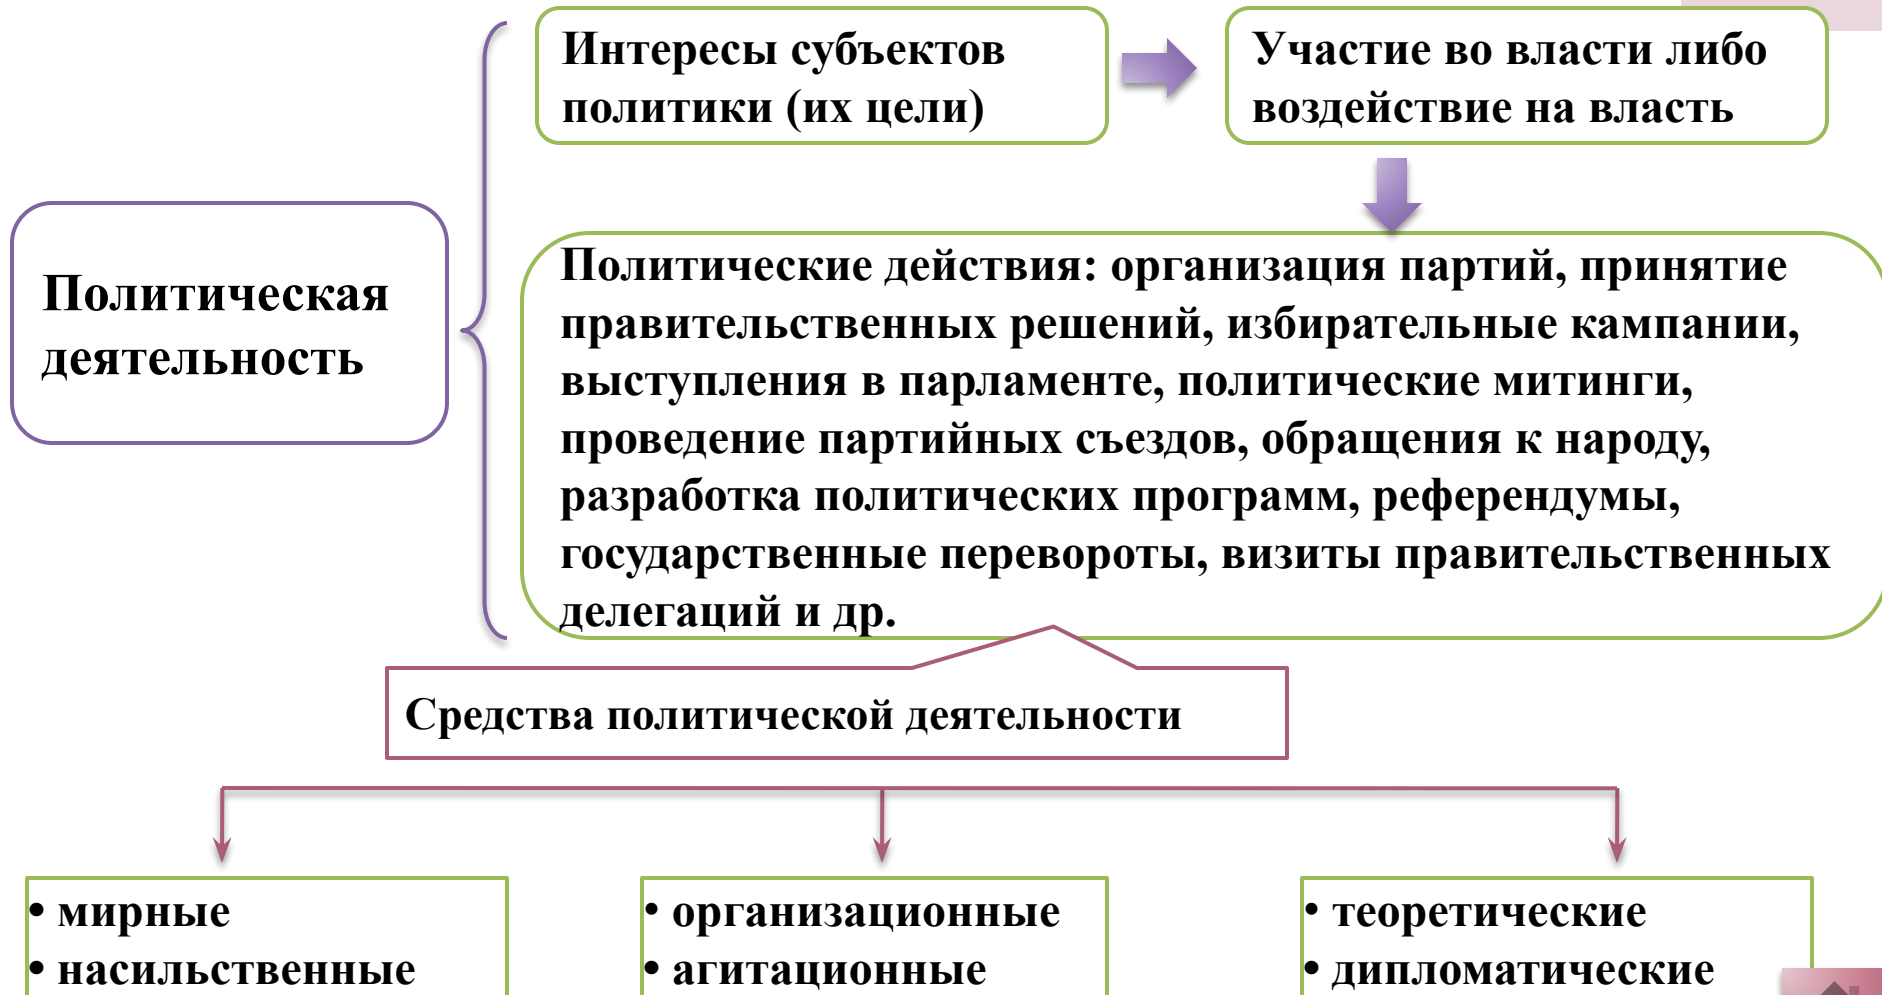 Интересы субъектов
политики (их цели)
Участие во власти либо
воздействие на власть
Политическая
деятельность
Политические действия: организация партий, принятие
правительственных решений, избирательные кампании,
выступления в парламенте, политические митинги,
проведение партийных съездов, обращения к народу,
разработка политических программ, референдумы,
государственные перевороты, визиты правительственных
делегаций и др.
Средства политической деятельности
• мирные
• насильственные
• организационные
• агитационные
• теоретические
• дипломатические